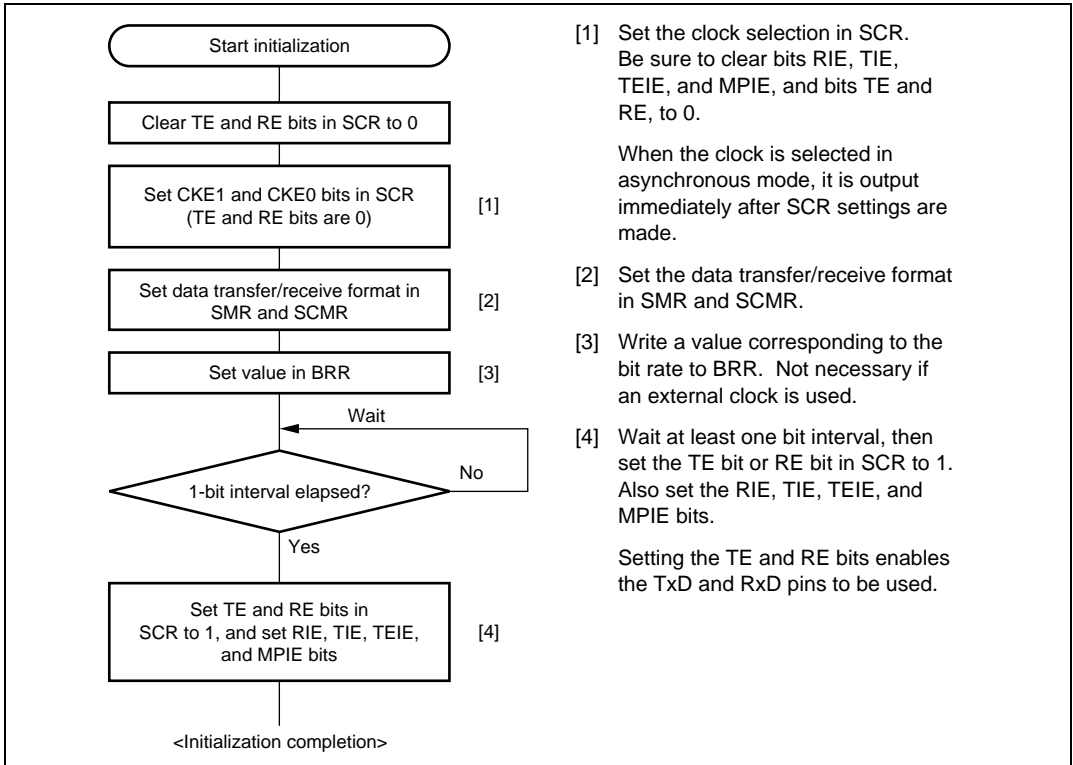 Start initialization
Clear TE and RE bits in SCR to 0
Set CKE1 and CKE0 bits in SCR
(TE and RE bits are 0)
[1]
Set data transfer/receive format in
SMR and SCMR
[2]
Set value in BRR
[3]
Wait
No
1-bit interval elapsed?
Yes
Set TE and RE bits in
SCR to 1, and set RIE, TIE, TEIE,
and MPIE bits
[4]
<Initialization completion>
[1] Set the clock selection in SCR.
Be sure to clear bits RIE, TIE,
TEIE, and MPIE, and bits TE and
RE, to 0.
When the clock is selected in
asynchronous mode, it is output
immediately after SCR settings are
made.
[2] Set the data transfer/receive format
in SMR and SCMR.
[3] Write a value corresponding to the
bit rate to BRR. Not necessary if
an external clock is used.
[4] Wait at least one bit interval, then
set the TE bit or RE bit in SCR to 1.
Also set the RIE, TIE, TEIE, and
MPIE bits.
Setting the TE and RE bits enables
the TxD and RxD pins to be used.